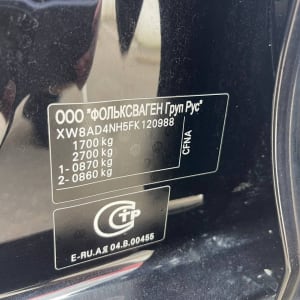 ООО "ФОЛЬКСВАГЕН Груп Рус"
XW8AD4NH5FK120988
1700 kg
2700 kg
1- 0870 kg
2- 0860 kg
CFNA
E-RU.АЯ 04.В.00455